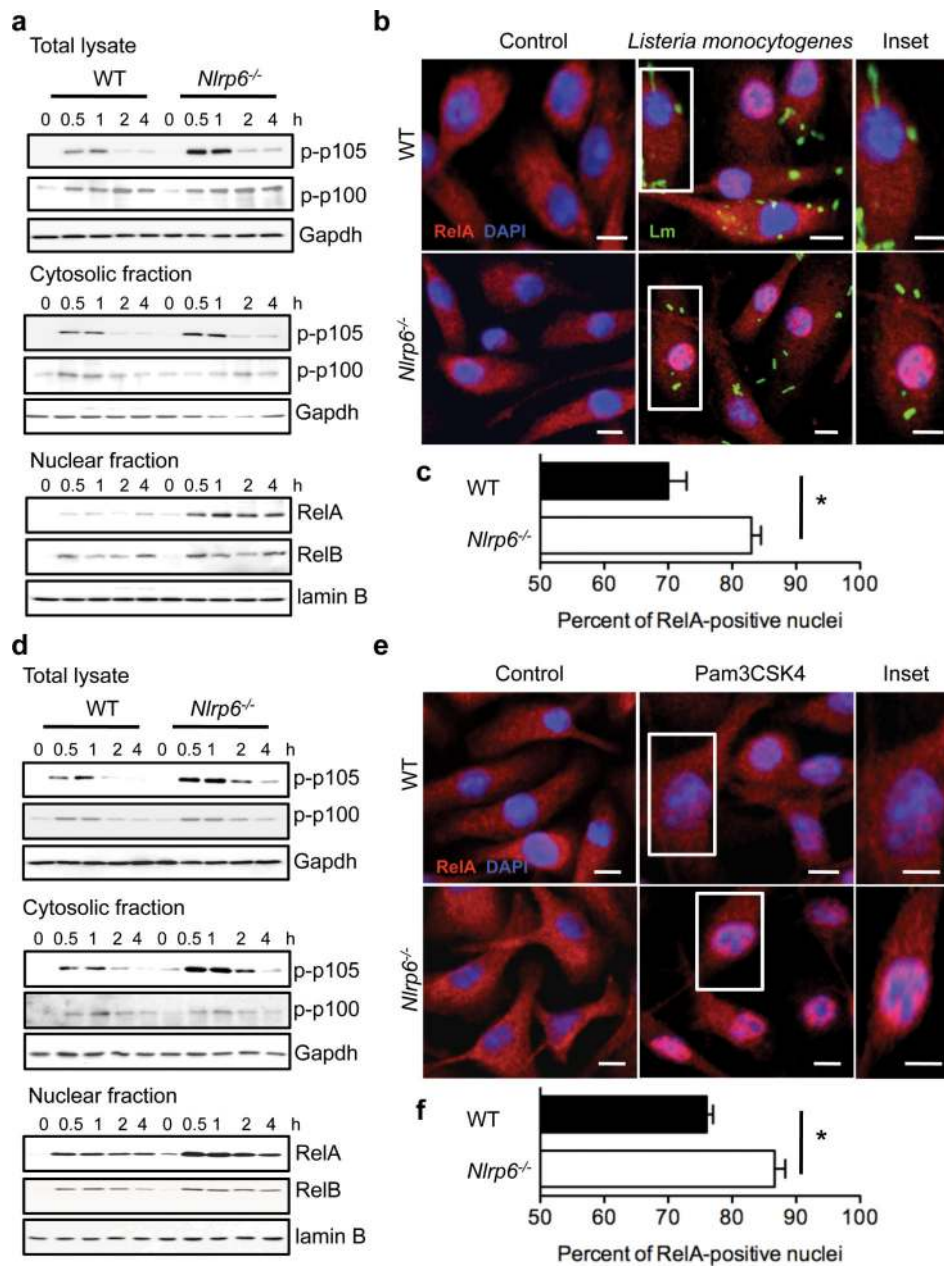 a
Total lysate
WT Nlrp6-/-
0 0.5 1 2 4 0 0.5 1 2 4 h
p-p105
p-p100
Gapdh
Cytosolic fraction
0 0.5 1 2 4 0 0.5 1 2 4 h
p-p105
p-p100
Gapdh
Nuclear fraction
0 0.5 1 2 4 0 0.5 1 2 4 h
RelA
RelB
lamin B
b
Control Listeria monocytogenes Inset
WT
RelA DAPI Lm
Nlrp6-/-
c
WT
Nlrp6-/-
*
50 60 70 80 90 100
Percent of RelA-positive nuclei
d
Total lysate
WT Nlrp6-/-
0 0.5 1 2 4 0 0.5 1 2 4 h
p-p105
p-p100
Gapdh
Cytosolic fraction
0 0.5 1 2 4 0 0.5 1 2 4 h
p-p105
p-p100
Gapdh
Nuclear fraction
0 0.5 1 2 4 0 0.5 1 2 4 h
RelA
RelB
lamin B
e
Control Pam3CSK4 Inset
WT
RelA DAPI
Nlrp6-/-
f
WT
Nlrp6-/-
*
50 60 70 80 90 100
Percent of RelA-positive nuclei